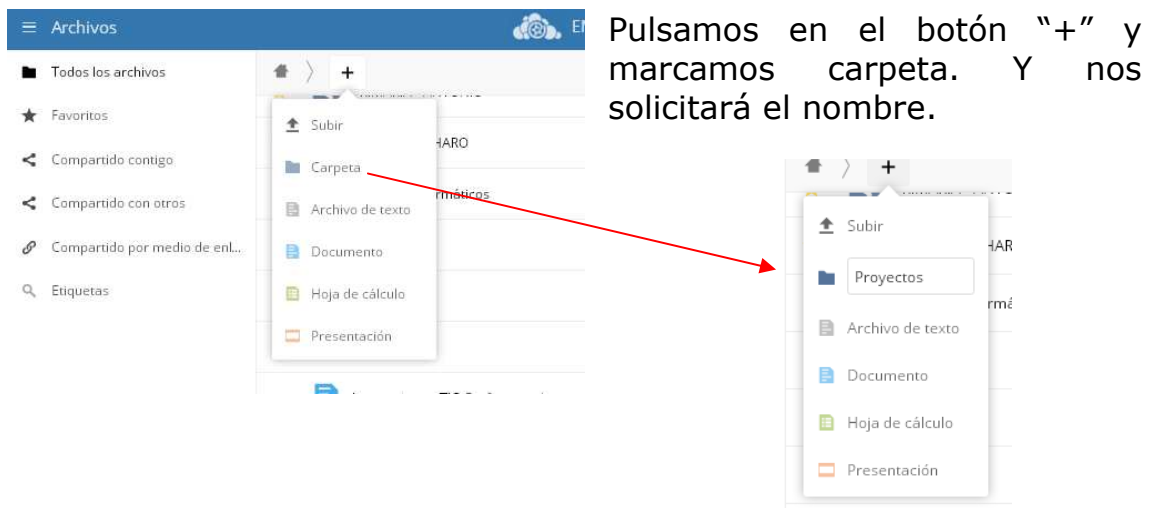 Archivos
Todos los archivos
Favoritos
Compartido contigo
Compartido con otros
Compartido por medio de enl...
Etiquetas
+
Subir
HARO
Carpeta
rmáticos
Archivo de texto
Documento
Hoja de cálculo
Presentación
Pulsamos en el botón “+” y
marcamos carpeta. Y nos
solicitará el nombre.
+
Subir
HAR
Proyectos
rmá
Archivo de texto
Documento
Hoja de cálculo
Presentación